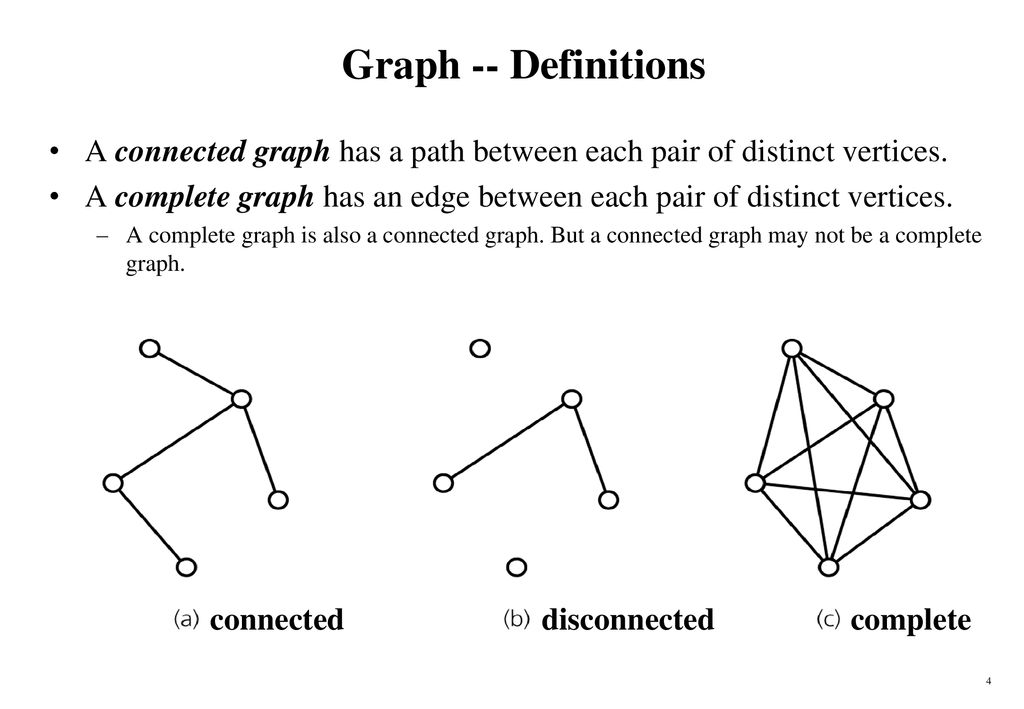 Graph -- Definitions
• A connected graph has a path between each pair of distinct vertices.
• A complete graph has an edge between each pair of distinct vertices.
– A complete graph is also a connected graph. But a connected graph may not be a complete
graph.
(a) connected
(b) disconnected
(c) complete
4